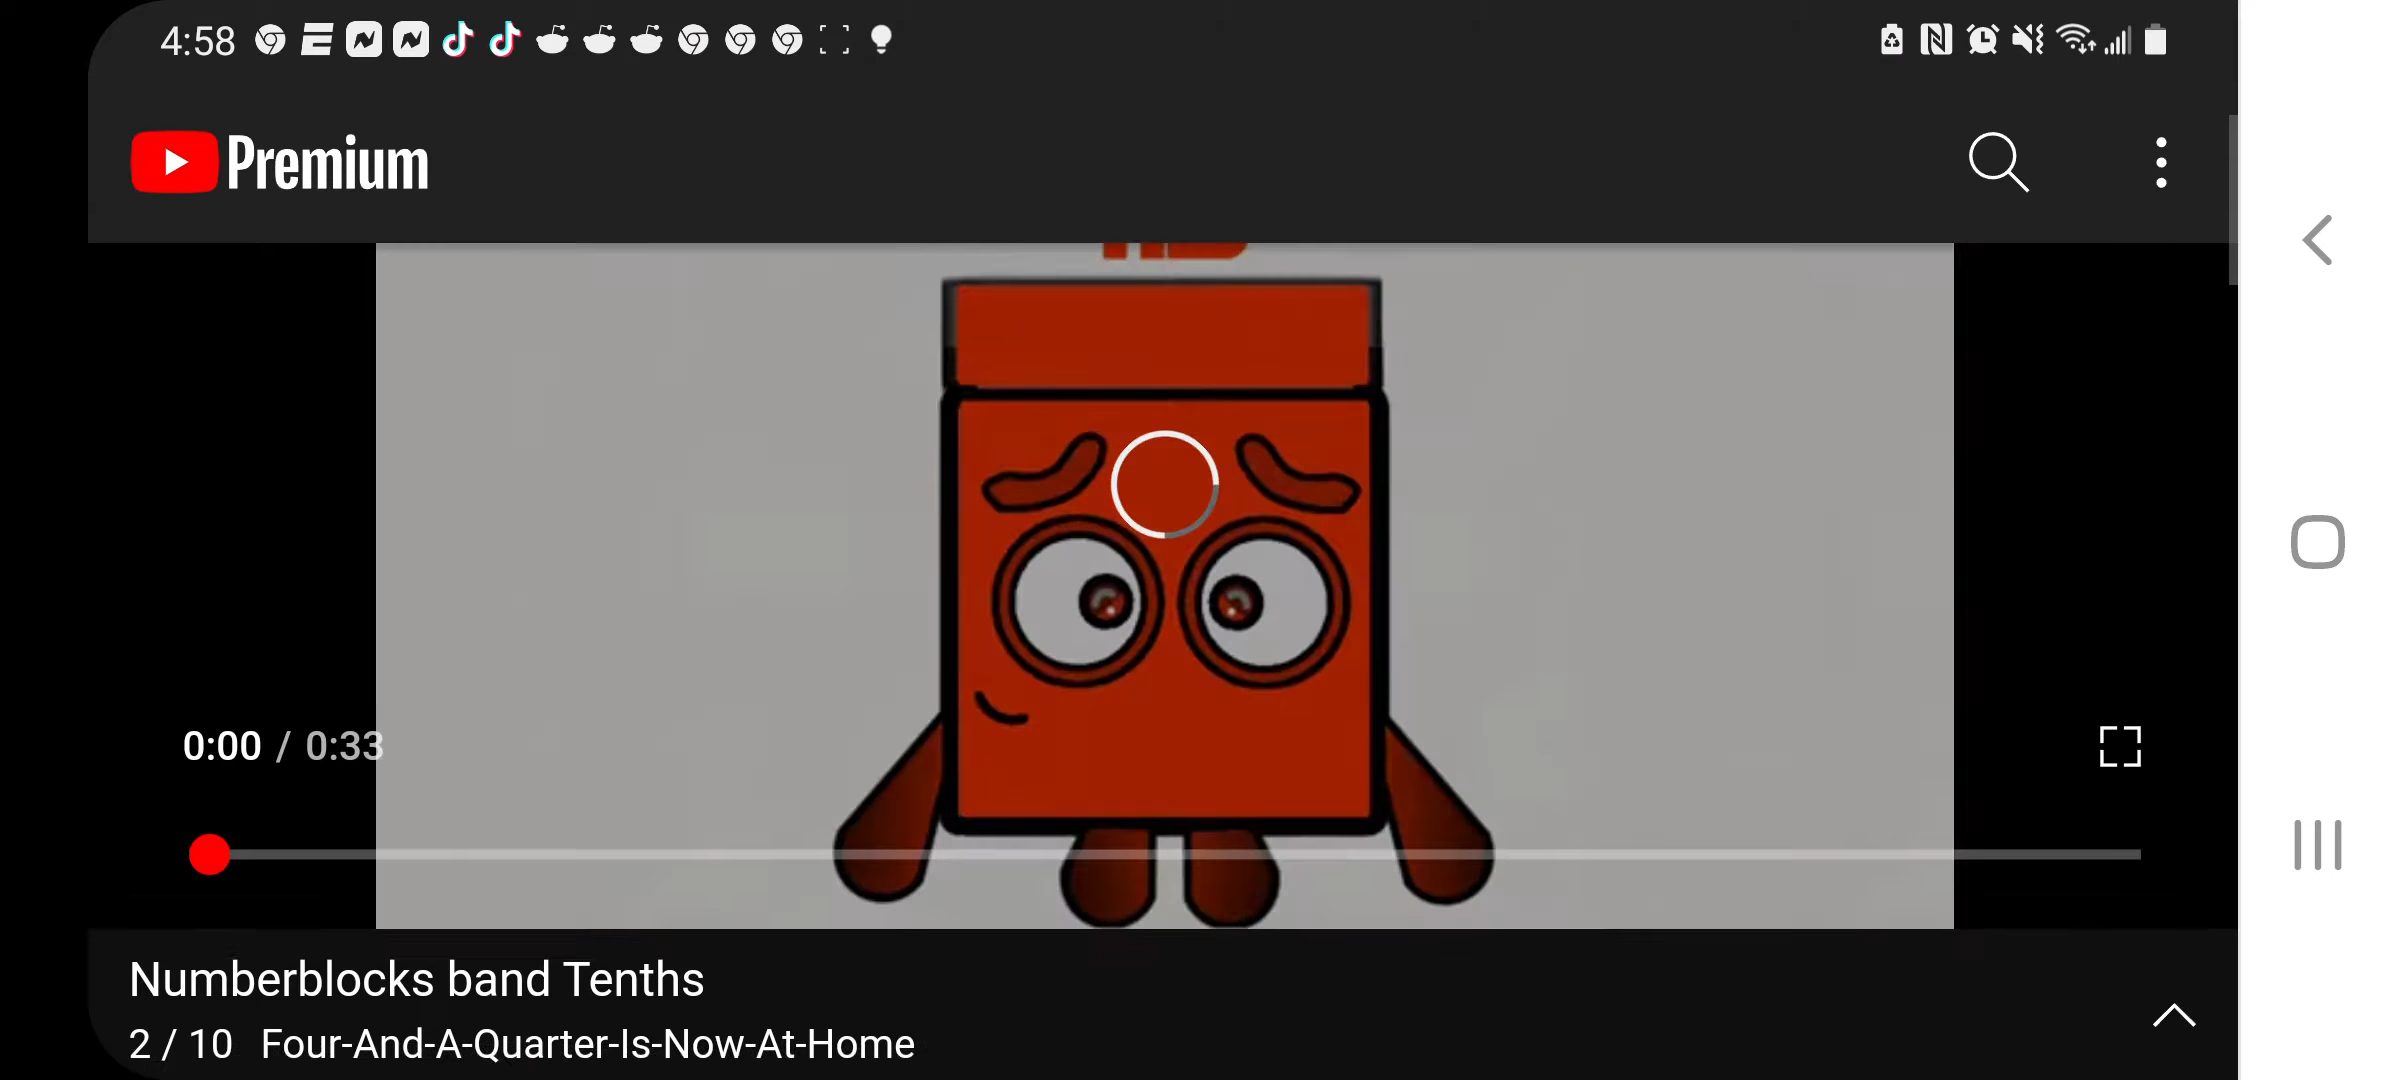 4:58
Premium
0:00 / 0:33
Numberblocks band Tenths
2 / 10 Four-And-A-Quarter-Is-Now-At-Home